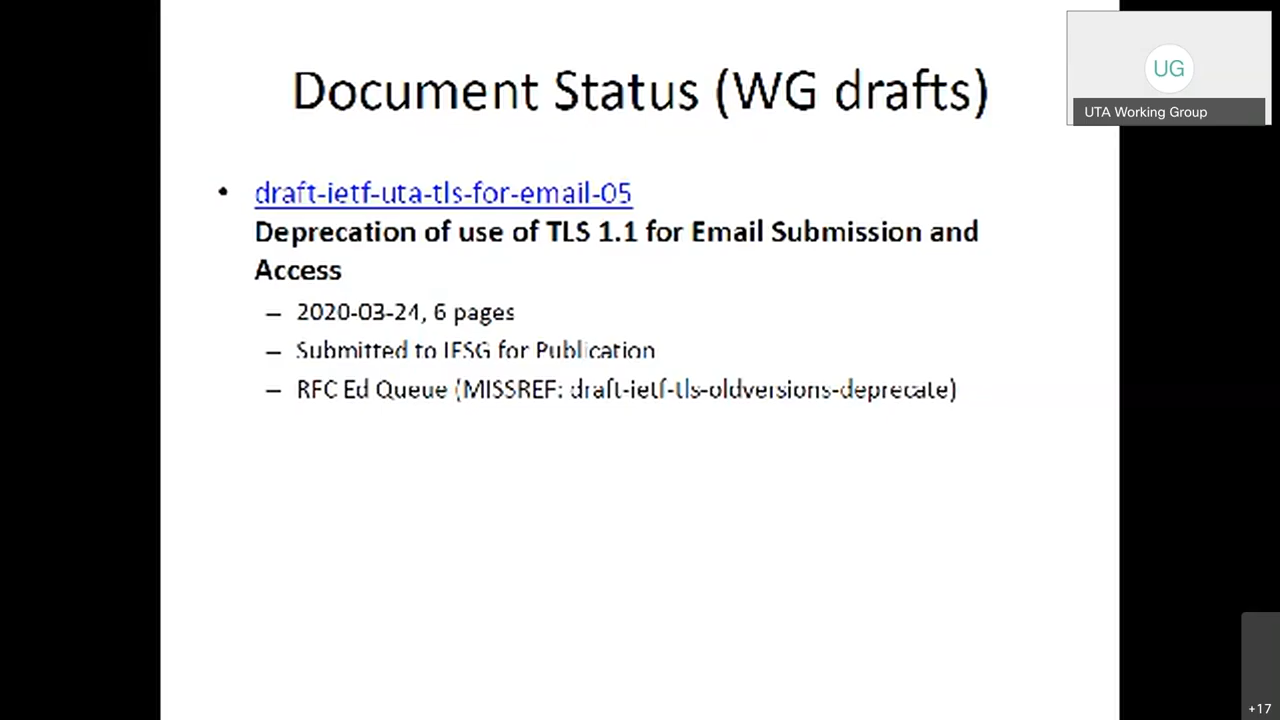 Document Status (WG drafts)
UG
UTA Working Group
• draft-ietf-uta-tls-for-email-05
Deprecation of use of TLS 1.1 for Email Submission and
Access
– 2020-03-24, 6 pages
– Submitted to IESG for Publication
– RFC Ed Queue (MISSREF: draft-ietf-tls-oldversions-deprecate)
+17